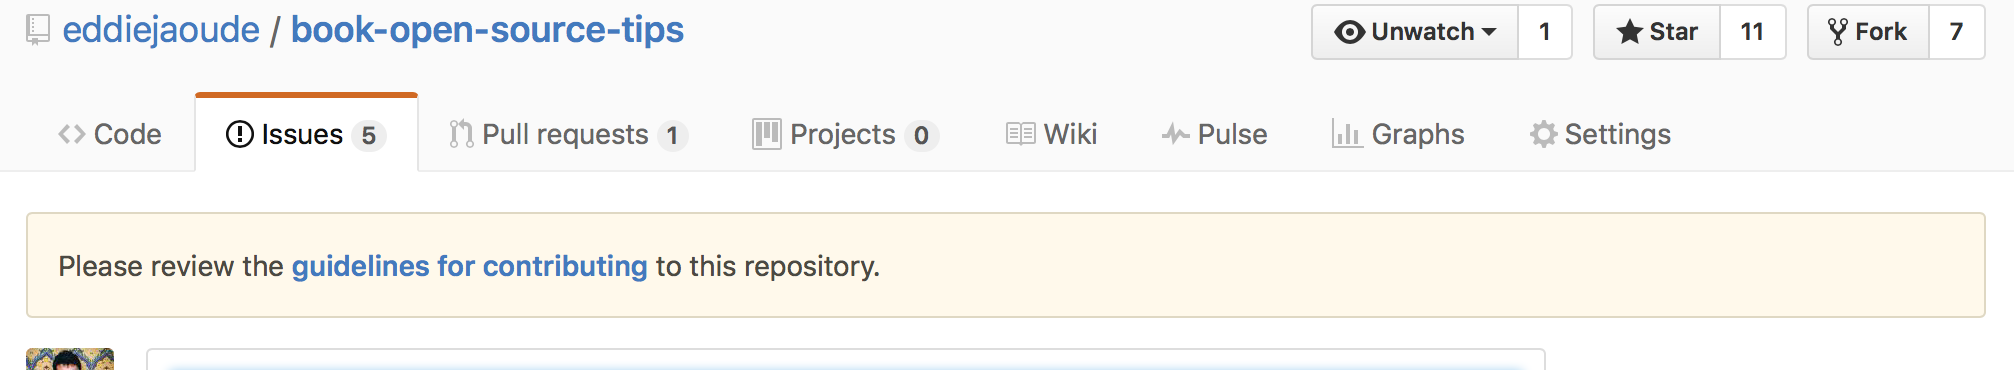 eddiejaoude / book-open-source-tips
Unwatch 1 Star 11 Fork 7
Code Issues 5 Pull requests 1 Projects 0 Wiki Pulse Graphs Settings
Please review the guidelines for contributing to this repository.